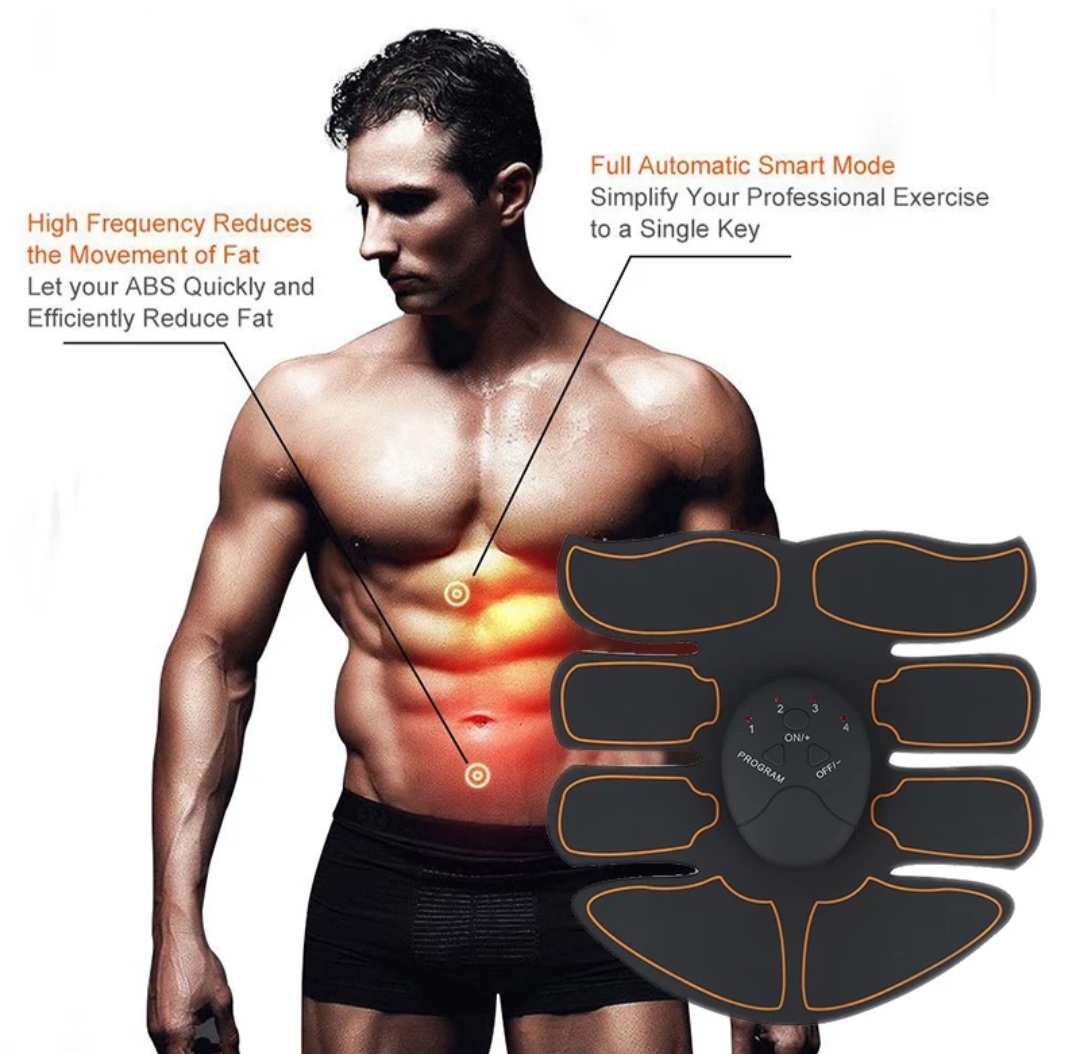 High Frequency Reduces
the Movement of Fat
Let your ABS Quickly and
Efficiently Reduce Fat
Full Automatic Smart Mode
Simplify Your Professional Exercise
to a Single Key
1
2
3
4
ON/+
PROGRAM
OFF/-